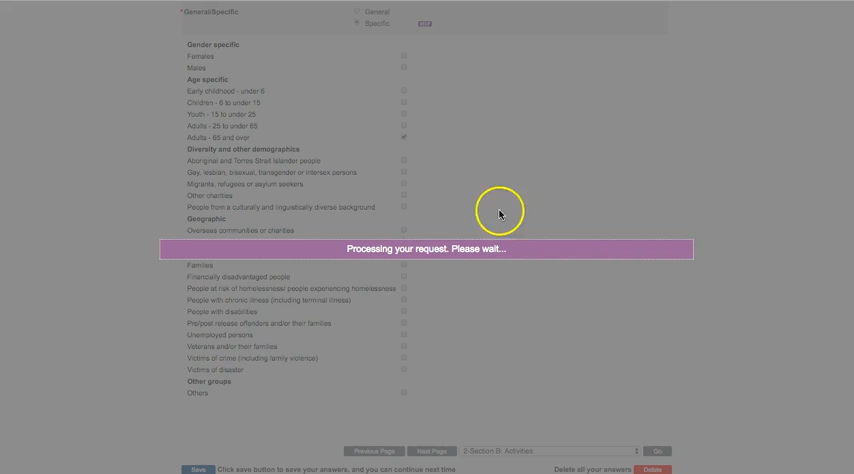 *General/Specific
General
Specific
HELP
Gender specific
Females
Males
Age specific
Early childhood - under 6
Children - 6 to under 15
Youth - 15 to under 25
Adults - 25 to under 65
Adults - 65 and over
Diversity and other demographics
Aboriginal and Torres Strait Islander people
Gay, lesbian, bisexual, transgender or intersex persons
Migrants, refugees or asylum seekers
Other charities
People from a culturally and linguistically diverse background
Geographic
Overseas communities or charities
Processing your request. Please wait...
Families
Financially disadvantaged people
People at risk of homelessness/ people experiencing homelessness
People with chronic illness (including terminal illness)
People with disabilities
Pre/post release offenders and/or their families
Unemployed persons
Veterans and/or their families
Victims of crime (including family violence)
Victims of disaster
Other groups
Others
Previous Page Next Page 2-Section B: Activities Go
Save Click save button to save your answers, and you can continue next time Delete all your answers Delete